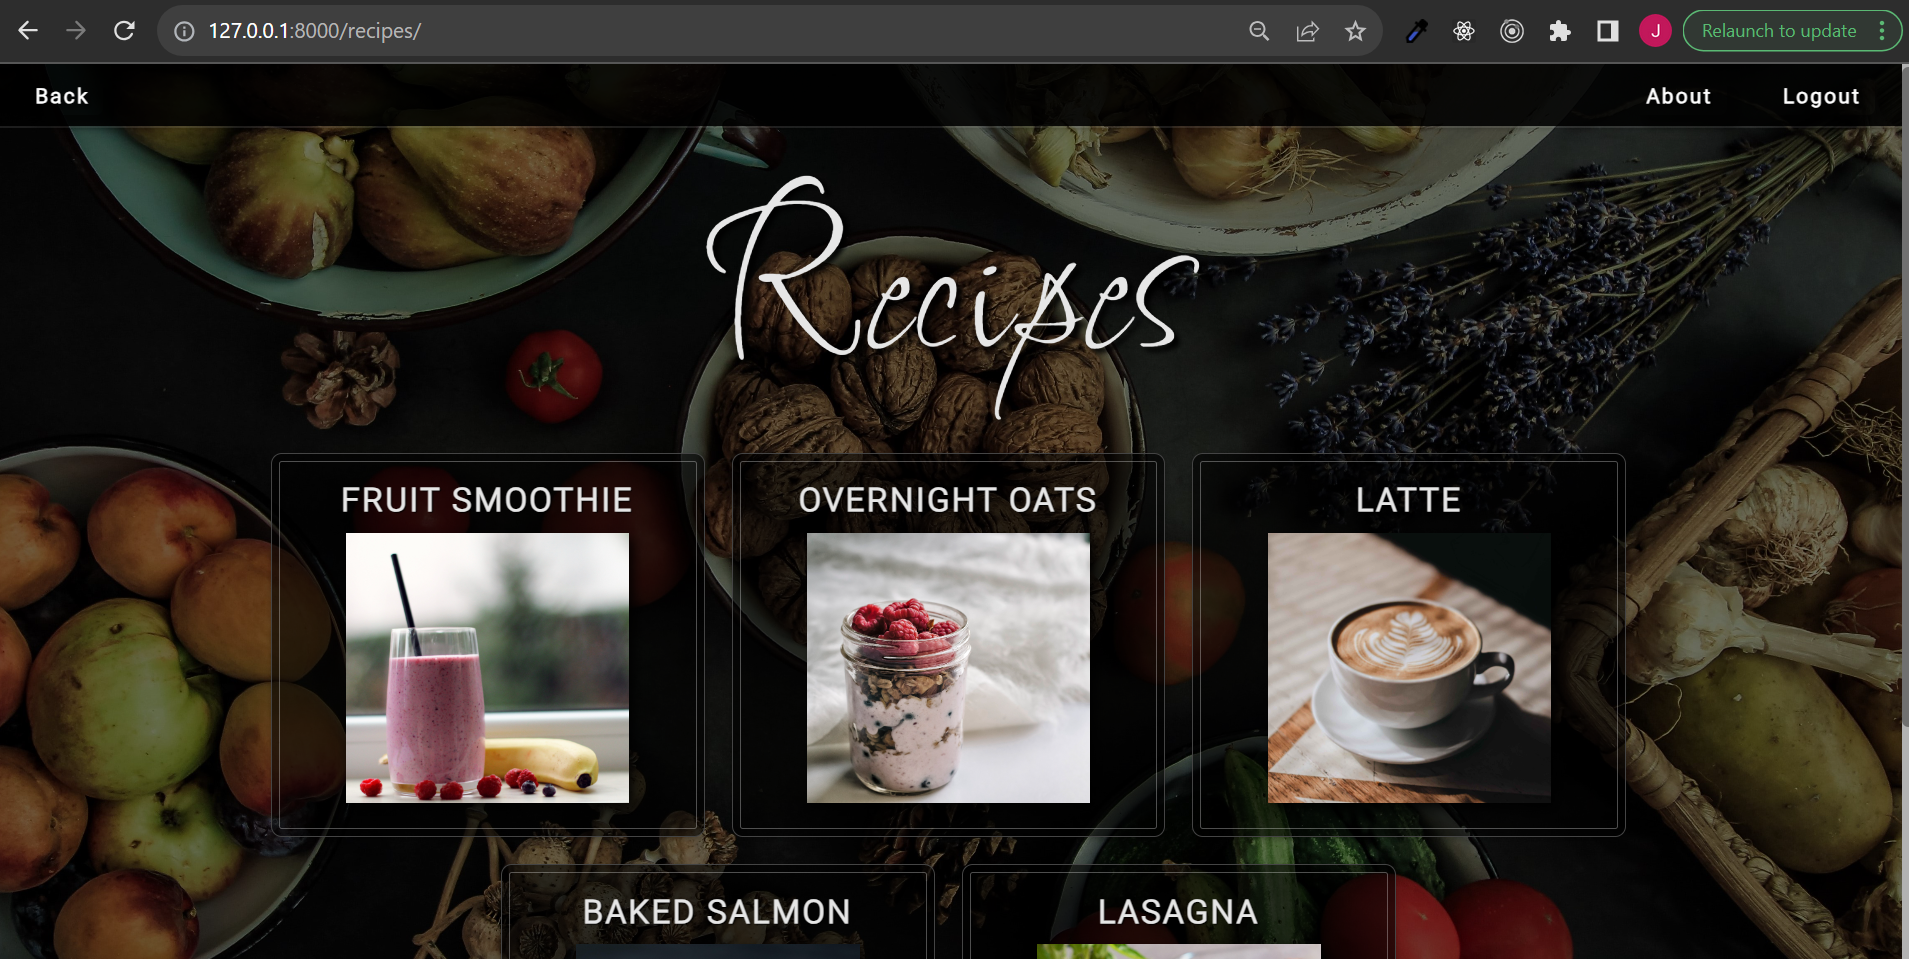 127.0.0.1:8000/recipes/
J
Relaunch to update
Back
About
Logout
Recipes
FRUIT SMOOTHIE
OVERNIGHT OATS
LATTE
BAKED SALMON
LASAGNA